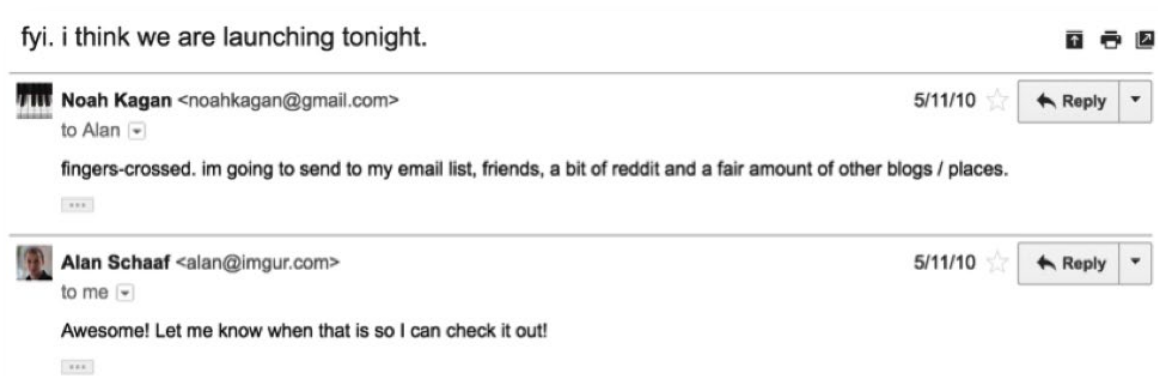 fyi. i think we are launching tonight.
Noah Kagan <noahkagan@gmail.com> 5/11/10 Reply
to Alan
fingers-crossed. im going to send to my email list, friends, a bit of reddit and a fair amount of other blogs / places.
Alan Schaaf <alan@imgur.com> 5/11/10 Reply
to me
Awesome! Let me know when that is so I can check it out!